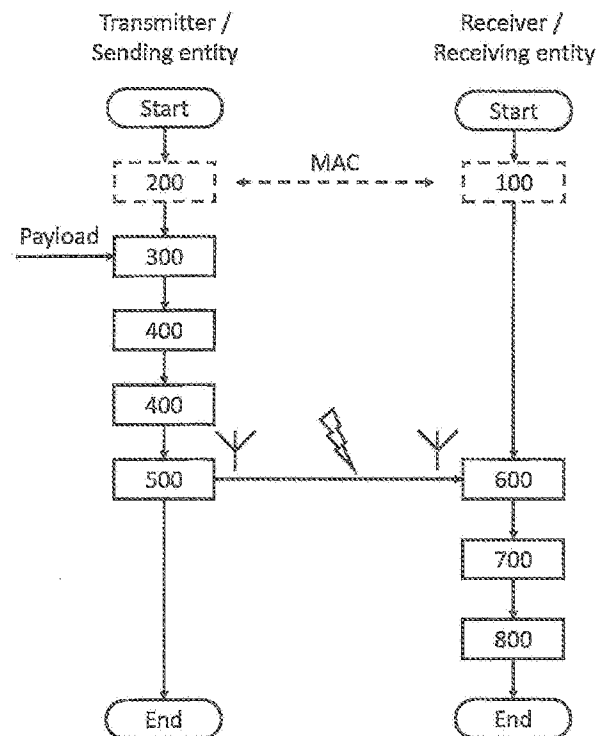 Transmitter /
Sending entity
Receiver /
Receiving entity
Start
Start
200
MAC
100
Payload
300
400
400
500
600
700
800
End
End